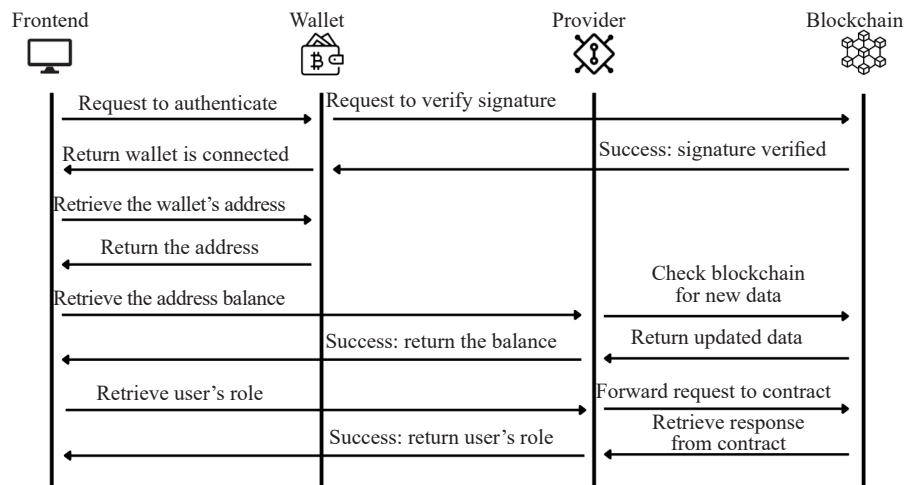 Frontend
Wallet
Provider
Blockchain
Request to authenticate
Request to verify signature
Return wallet is connected
Success: signature verified
Retrieve the wallet’s address
Return the address
Retrieve the address balance
Check blockchain
for new data
Success: return the balance
Return updated data
Retrieve user’s role
Forward request to contract
Success: return user’s role
Retrieve response
from contract